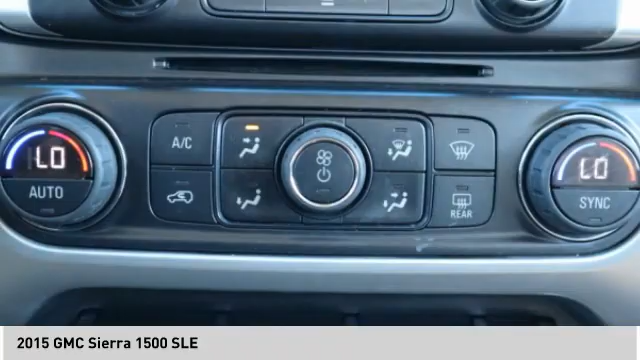 LO
AUTO
A/C
REAR
LO
SYNC
2015 GMC Sierra 1500 SLE